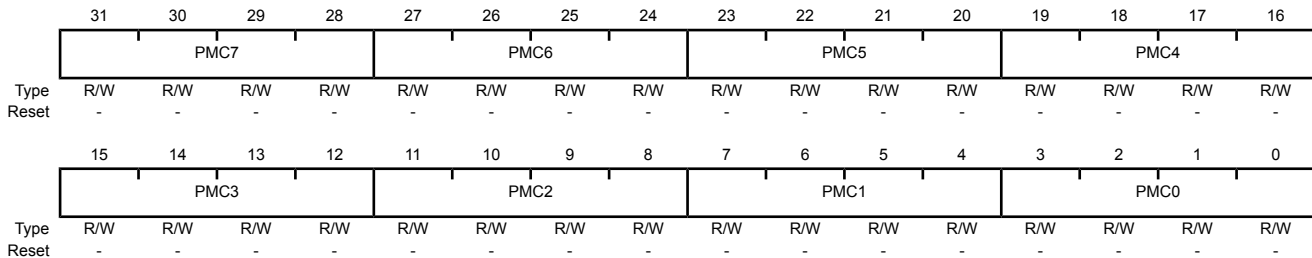 31 30 29 28 27 26 25 24 23 22 21 20 19 18 17 16
PMC7 PMC6 PMC5 PMC4
Type R/W R/W R/W R/W R/W R/W R/W R/W R/W R/W R/W R/W R/W R/W R/W R/W
Reset - - - - - - - - - - - - - - - -
15 14 13 12 11 10 9 8 7 6 5 4 3 2 1 0
PMC3 PMC2 PMC1 PMC0
Type R/W R/W R/W R/W R/W R/W R/W R/W R/W R/W R/W R/W R/W R/W R/W R/W
Reset - - - - - - - - - - - - - - - -